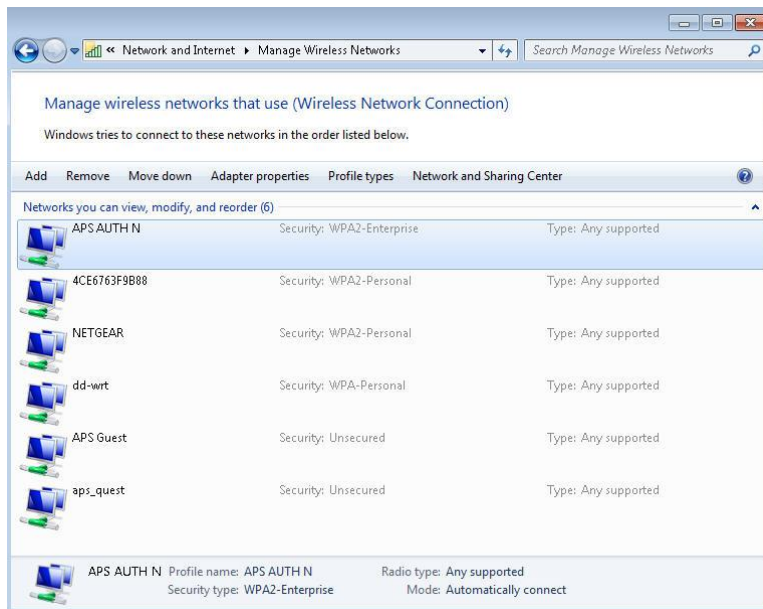 « Network and Internet ▸ Manage Wireless Networks Search Manage Wireless Networks
Manage wireless networks that use (Wireless Network Connection)
Windows tries to connect to these networks in the order listed below.
Add Remove Move down Adapter properties Profile types Network and Sharing Center
Networks you can view, modify, and reorder (6)
APS AUTH N Security: WPA2-Enterprise Type: Any supported
4CE6763F9B88 Security: WPA2-Personal Type: Any supported
NETGEAR Security: WPA2-Personal Type: Any supported
dd-wrt Security: WPA-Personal Type: Any supported
APS Guest Security: Unsecured Type: Any supported
aps_quest Security: Unsecured Type: Any supported
APS AUTH N Profile name: APS AUTH N Radio type: Any supported
Security type: WPA2-Enterprise Mode: Automatically connect